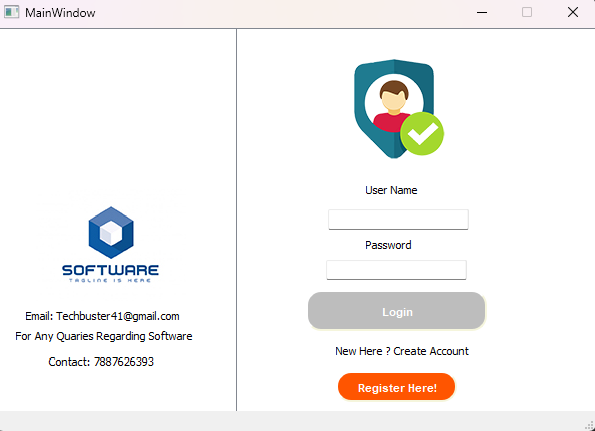 MainWindow
SOFTWARE
TAGLINE IS HERE
Email: Techbuster41@gmail.com
For Any Quaries Regarding Software
Contact: 7887626393
User Name
Password
Login
New Here ? Create Account
Register Here!